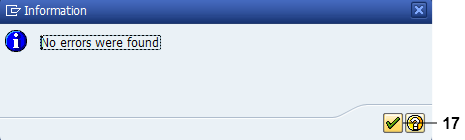 Information
No errors were found
17